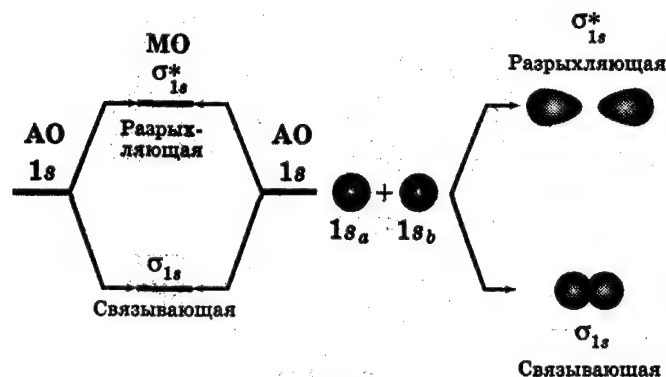 МО
σ*1s
Разрых-
ляющая
АО
1s
АО
1s
σ1s
Связывающая
1sa + 1sb
σ*1s
Разрыхляющая
σ1s
Связывающая